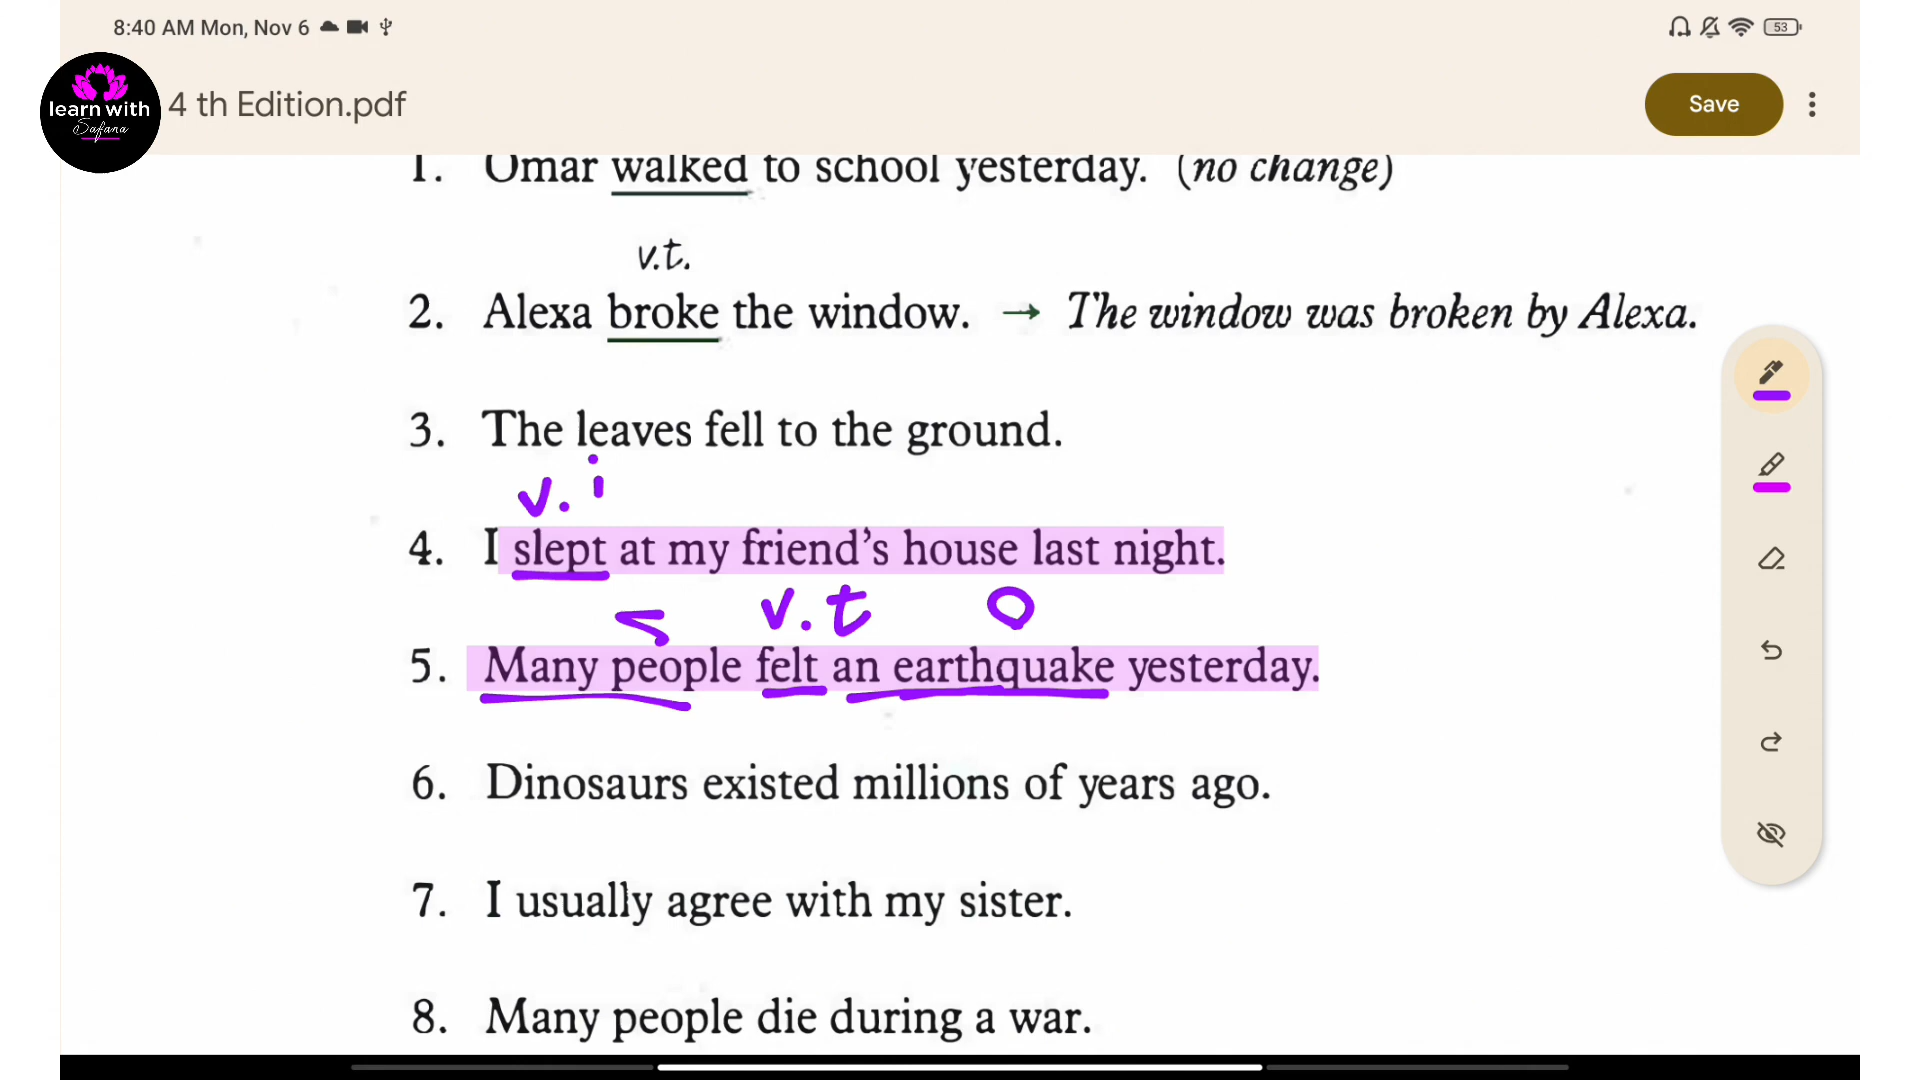 8:40 AM Mon, Nov 6
53
learn with
Safana
4 th Edition.pdf
Save
1. Omar walked to school yesterday. (no change)
v.t.
2. Alexa broke the window. → The window was broken by Alexa.
3. The leaves fell to the ground.
v. i
4. I slept at my friend's house last night.
S v. t O
5. Many people felt an earthquake yesterday.
6. Dinosaurs existed millions of years ago.
7. I usually agree with my sister.
8. Many people die during a war.